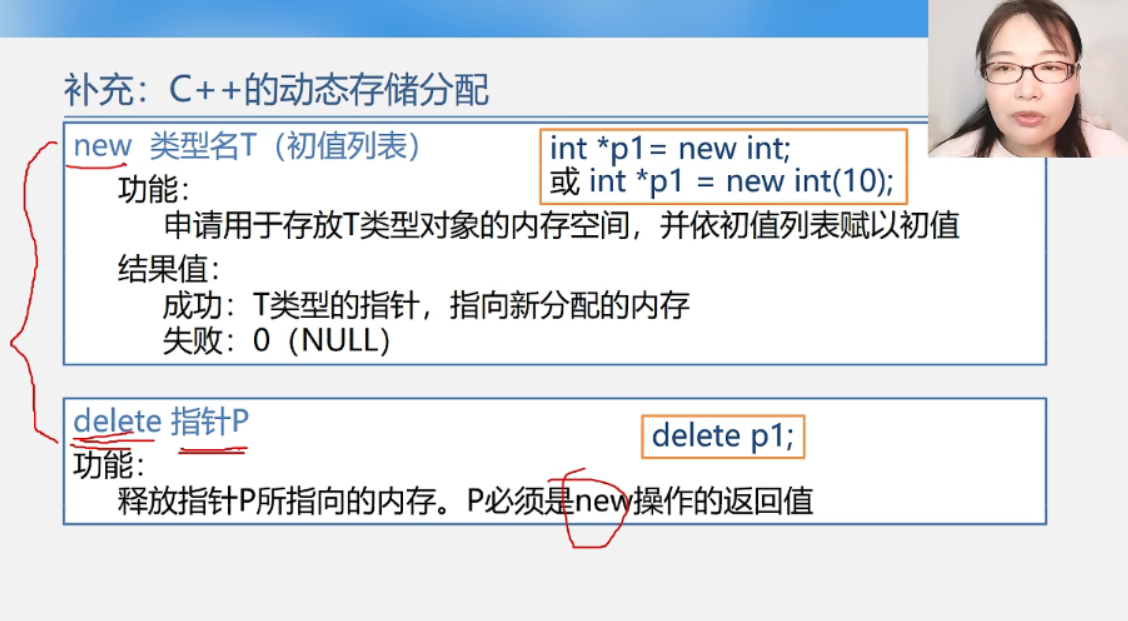 补充：C++的动态存储分配
new 类型名T（初值列表）
int *p1= new int;
或 int *p1 = new int(10);
功能：
申请用于存放T类型对象的内存空间，并依初值列表赋以初值
结果值：
成功：T类型的指针，指向新分配的内存
失败：0（NULL）
delete 指针P
delete p1;
功能：
释放指针P所指向的内存。P必须是new操作的返回值